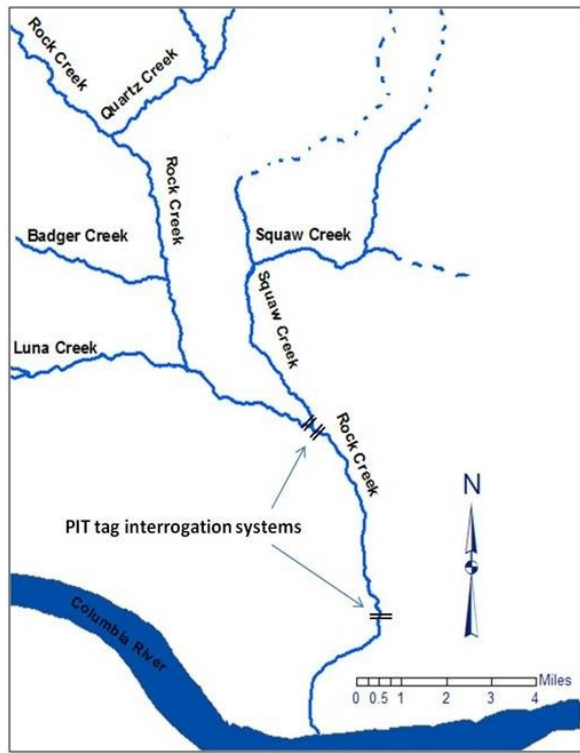 Rock Creek
Quartz Creek
Rock Creek
Badger Creek
Squaw Creek
Squaw Creek
Luna Creek
Rock Creek
PIT tag interrogation systems
N
Columbia River
Miles
0 0.5 1 2 3 4